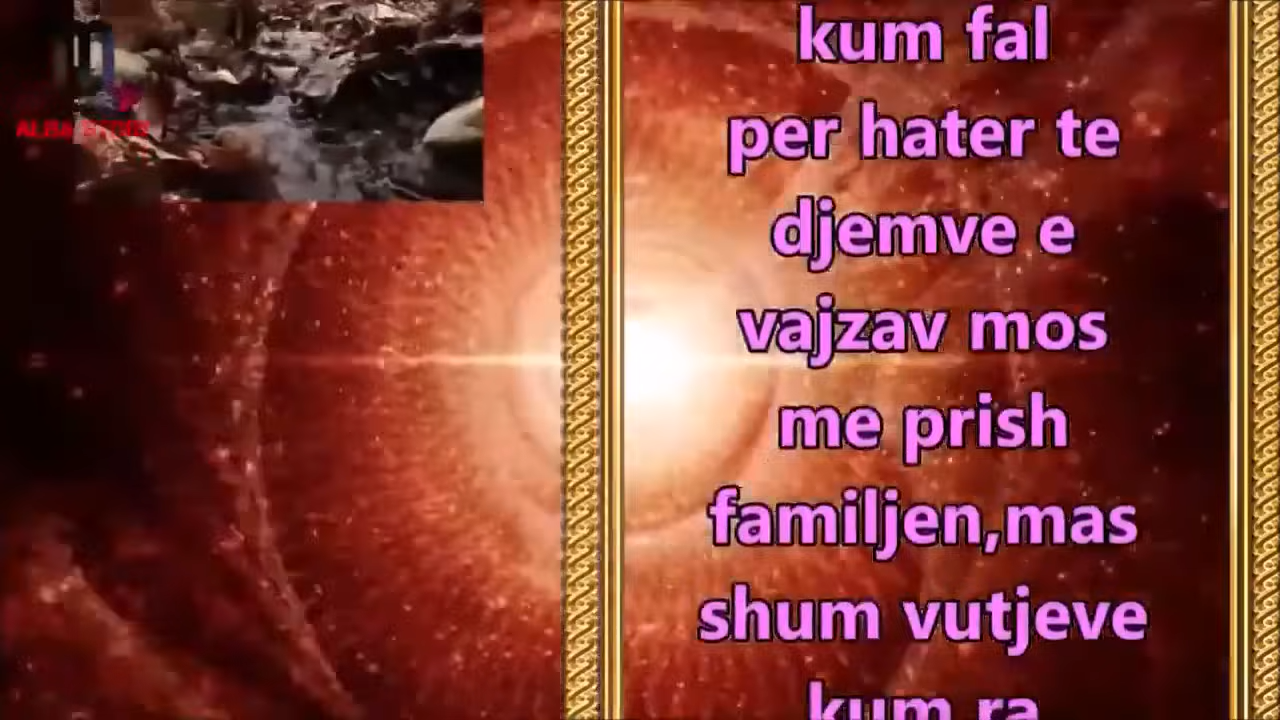 kum fal
per hater te
djemve e
vajzav mos
me prish
familjen,mas
shum vutjeve
kum ra